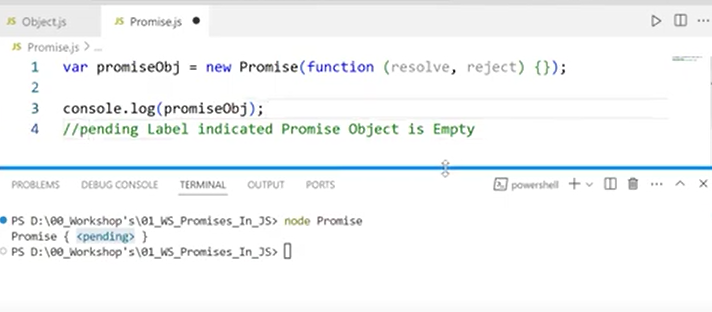 JS Object.js
JS Promise.js
JS Promise.js > ...
1 var promiseObj = new Promise(function (resolve, reject) {});
2
3 console.log(promiseObj);
4 //pending Label indicated Promise Object is Empty
PROBLEMS DEBUG CONSOLE TERMINAL OUTPUT PORTS powershell
PS D:\00_Workshop's\01_WS_Promises_In_JS> node Promise
Promise { <pending> }
PS D:\00_Workshop's\01_WS_Promises_In_JS>